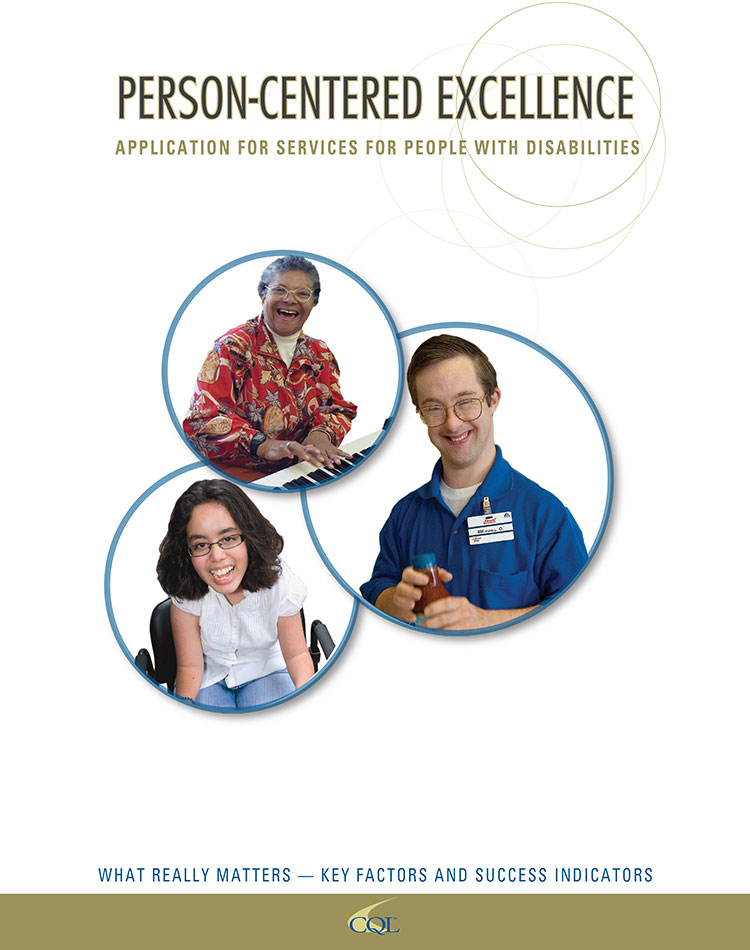 PERSON-CENTERED EXCELLENCE
APPLICATION FOR SERVICES FOR PEOPLE WITH DISABILITIES
WHAT REALLY MATTERS — KEY FACTORS AND SUCCESS INDICATORS
CQL